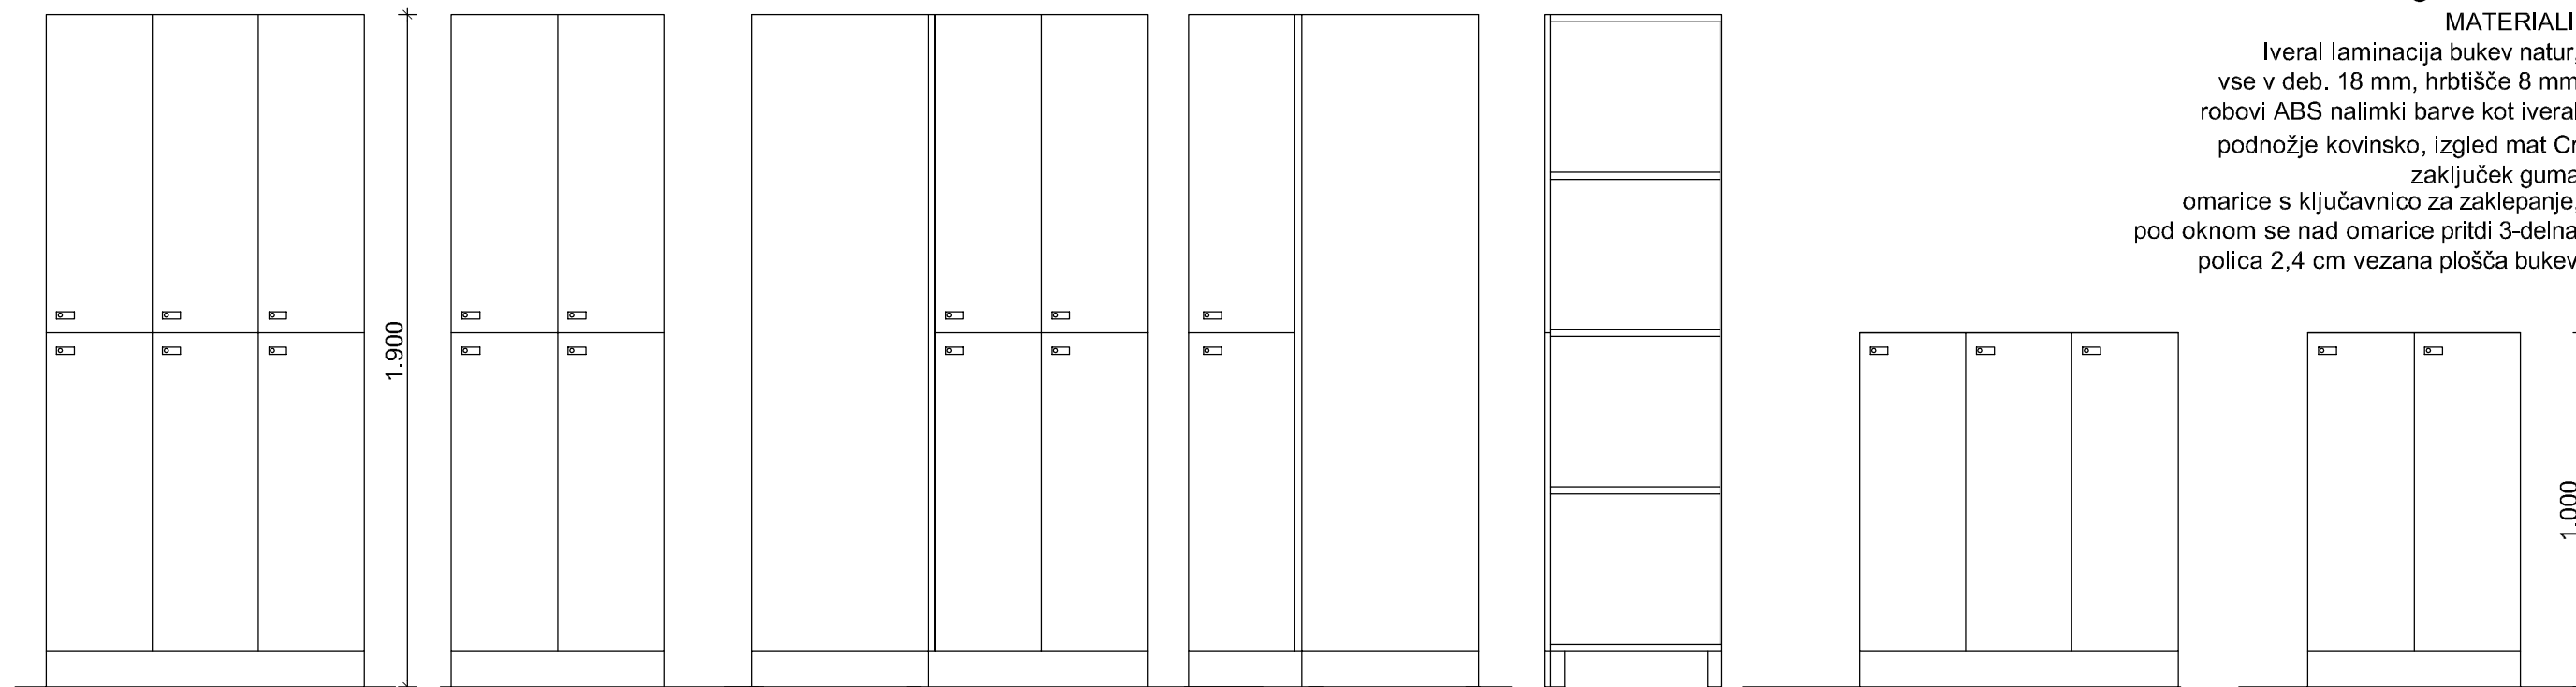 MATERIALI
Iveral laminacija bukev natur,
vse v deb. 18 mm, hrbtišče 8 mm
robovi ABS nalimki barve kot iveral
podnožje kovinsko, izgled mat Cr
zaključek guma
omarice s ključavnico za zaklepanje,
pod oknom se nad omarice pritdi 3-delna
polica 2,4 cm vezana plošča bukev
1.900
1.000